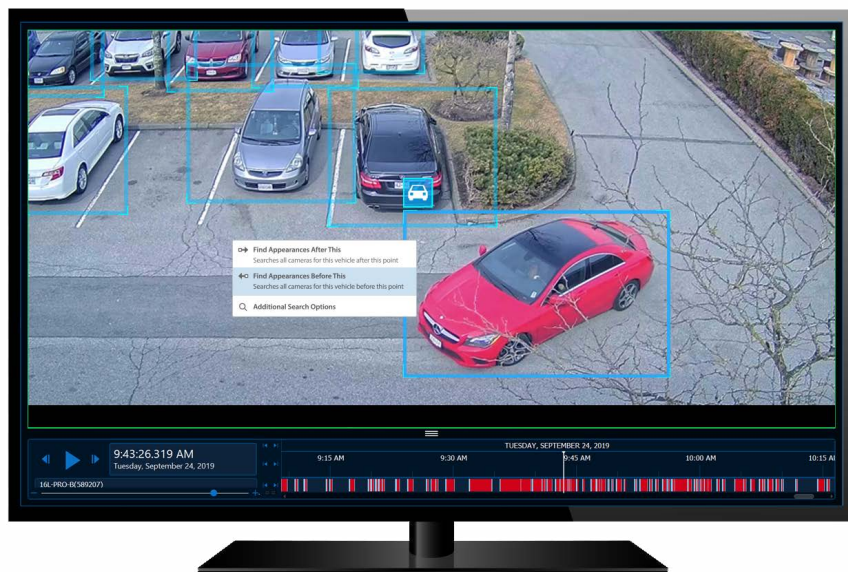 Find Appearances After This
Searches all cameras for this vehicle after this point
Find Appearances Before This
Searches all cameras for this vehicle before this point
Additional Search Options
9:43:26.319 AM
Tuesday, September 24, 2019
16L-PRO-B(589207)
TUESDAY, SEPTEMBER 24, 2019
9:15 AM 9:30 AM 9:45 AM 10:00 AM 10:15 AM